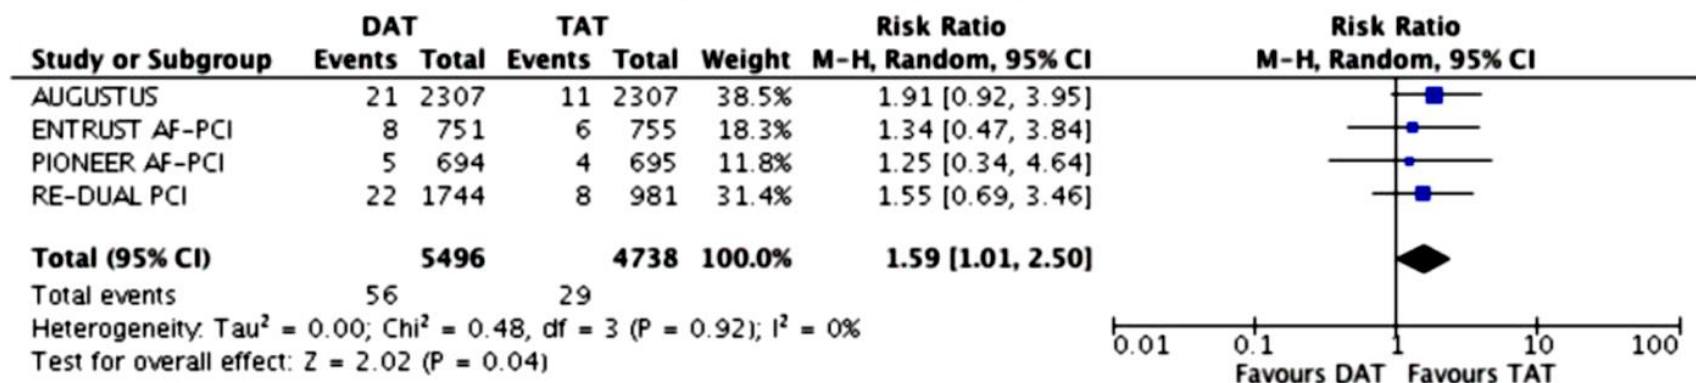 DAT TAT Risk Ratio Risk Ratio
Study or Subgroup Events Total Events Total Weight M-H, Random, 95% CI M-H, Random, 95% CI
AUGUSTUS 21 2307 11 2307 38.5% 1.91 [0.92, 3.95]
ENTRUST AF-PCI 8 751 6 755 18.3% 1.34 [0.47, 3.84]
PIONEER AF-PCI 5 694 4 695 11.8% 1.25 [0.34, 4.64]
RE-DUAL PCI 22 1744 8 981 31.4% 1.55 [0.69, 3.46]
Total (95% CI) 5496 4738 100.0% 1.59 [1.01, 2.50]
Total events 56 29
Heterogeneity: Tau² = 0.00; Chi² = 0.48, df = 3 (P = 0.92); I² = 0%
Test for overall effect: Z = 2.02 (P = 0.04)
0.01 0.1 1 10 100
Favours DAT Favours TAT